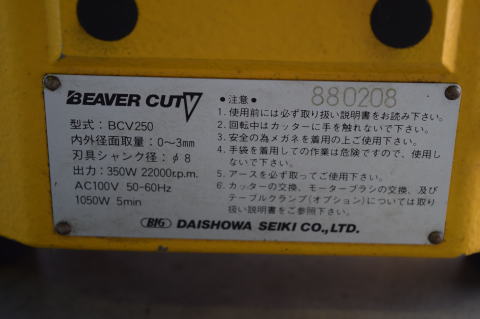 BEAVER CUT V
型式：BCV250
内外径面取量：0〜3mm
刃具シャンク径：φ8
出力：350W 22000r.p.m.
AC100V 50-60Hz
1050W 5min
・注意・
880208
1. 使用前には必ず取り扱い説明書をお読み下さい。
2. 回転中はカッターに手を触れないで下さい。
3. 安全の為メガネを着用の上ご使用下さい。
4. 手袋を着用しての作業は危険ですので、使用し
ないで下さい。
5. アースを必ず取ってご使用下さい。
6. カッターの交換、モーターブラシの交換、及び
テーブルクランプ(オプション)については取り
扱い説明書をご参照下さい。
BIG DAISHOWA SEIKI CO.,LTD.